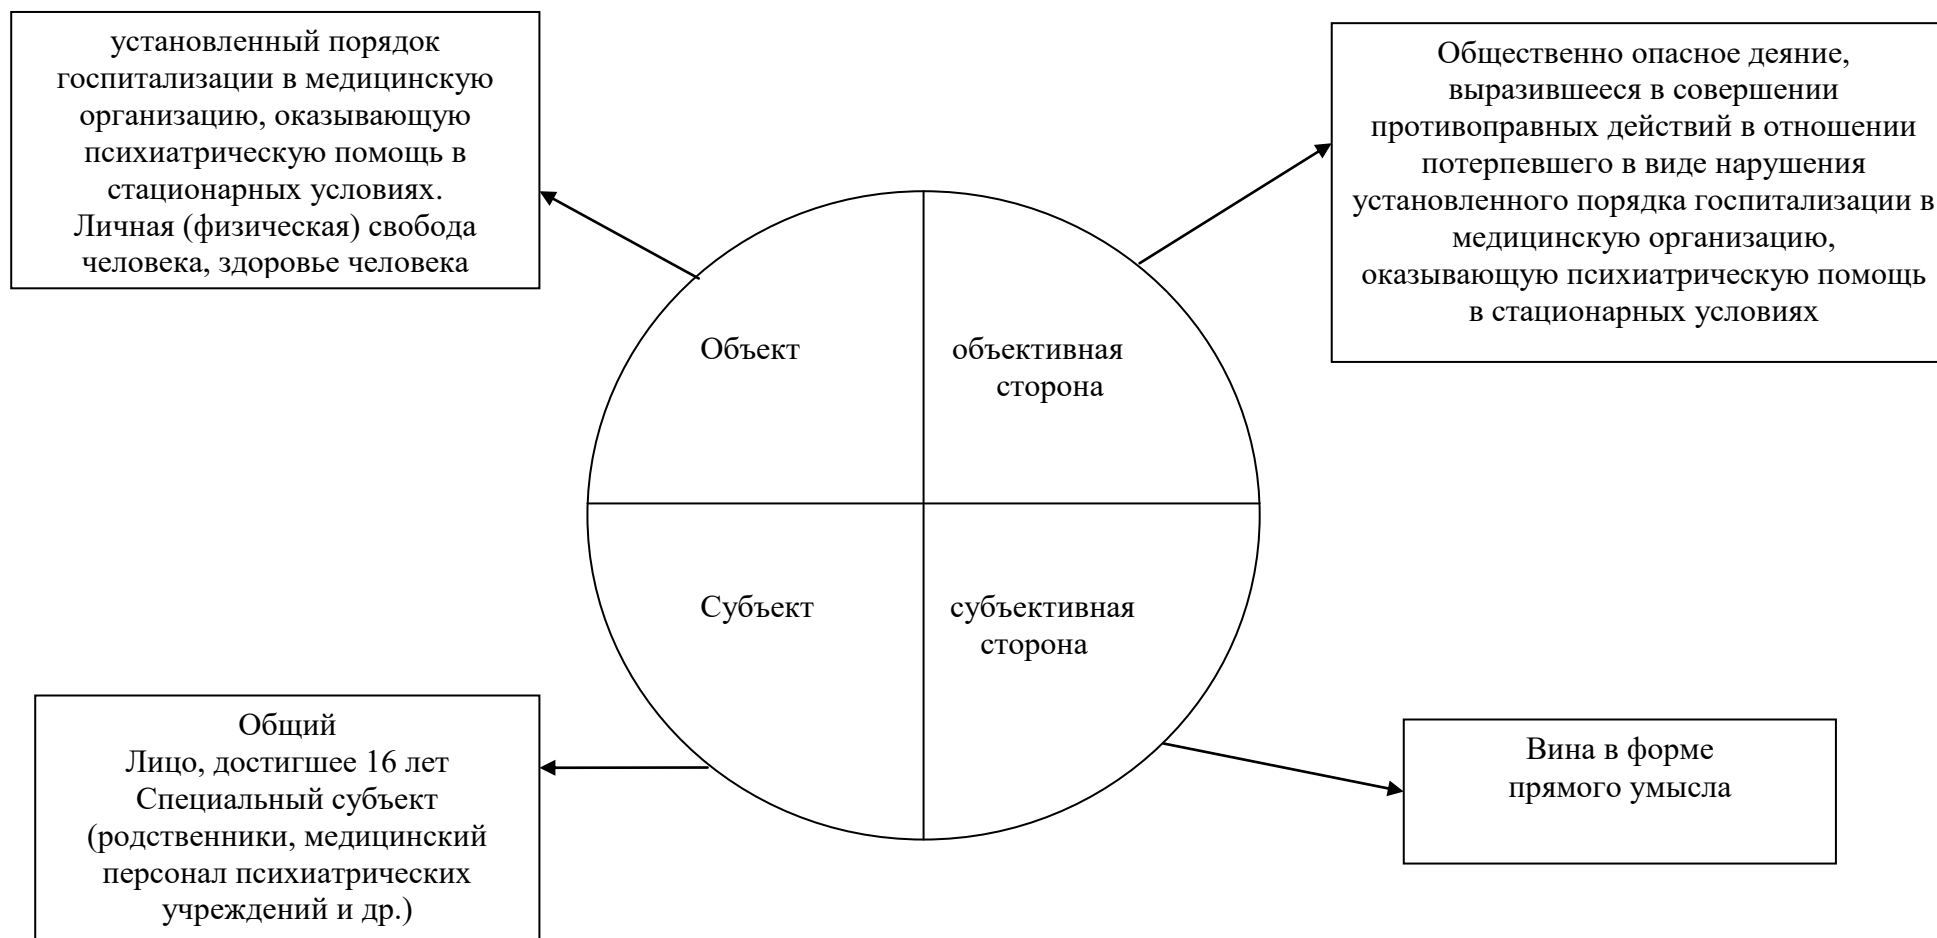 установленный порядок
госпитализации в медицинскую
организацию, оказывающую
психиатрическую помощь в
стационарных условиях.
Личная (физическая) свобода
человека, здоровье человека
Общественно опасное деяние,
выразившееся в совершении
противоправных действий в отношении
потерпевшего в виде нарушения
установленного порядка госпитализации в
медицинскую организацию,
оказывающую психиатрическую помощь
в стационарных условиях
Объект
объективная
сторона
Субъект
субъективная
сторона
Общий
Лицо, достигшее 16 лет
Специальный субъект
(родственники, медицинский
персонал психиатрических
учреждений и др.)
Вина в форме
прямого умысла